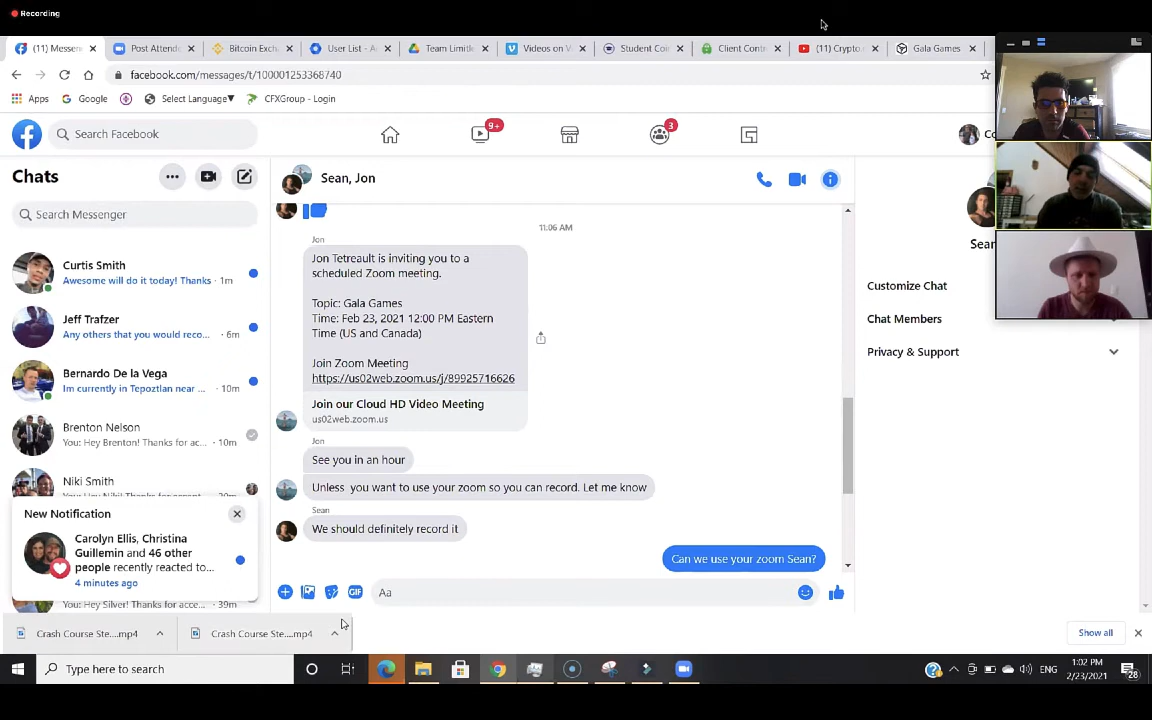 Recording
(11) Messen
Post Attend
Bitcoin Exc
User List - A
Team Limitl
Videos on V
Student Coi
Client Contr
(11) Crypto
Gala Games
facebook.com/messages/t/100001253368740
Apps
Google
Select Language▼
CFXGroup - Login
Search Facebook
9+
3
Co
Chats
Search Messenger
Curtis Smith
Awesome will do it today! Thanks · 1m
Jeff Trafzer
Any others that you would reco... · 6m
Bernardo De la Vega
Im currently in Tepoztlan near ... · 10m
Brenton Nelson
You: Hey Brenton! Thanks for ac... · 10m
Niki Smith
New Notification
Carolyn Ellis, Christina
Guillemin and 46 other
people recently reacted to...
4 minutes ago
You: Hey Silver! Thanks for acce... · 39m
Sean, Jon
11:06 AM
Jon
Jon Tetreault is inviting you to a
scheduled Zoom meeting.
Topic: Gala Games
Time: Feb 23, 2021 12:00 PM Eastern
Time (US and Canada)
Join Zoom Meeting
https://us02web.zoom.us/j/89925716626
Join our Cloud HD Video Meeting
us02web.zoom.us
Jon
See you in an hour
Unless you want to use your zoom so you can record. Let me know
Sean
We should definitely record it
Can we use your zoom Sean?
GIF
Aa
Sean
Customize Chat
Chat Members
Privacy & Support
Crash Course Ste....mp4
Crash Course Ste....mp4
Show all
Type here to search
ENG
1:02 PM
2/23/2021
28